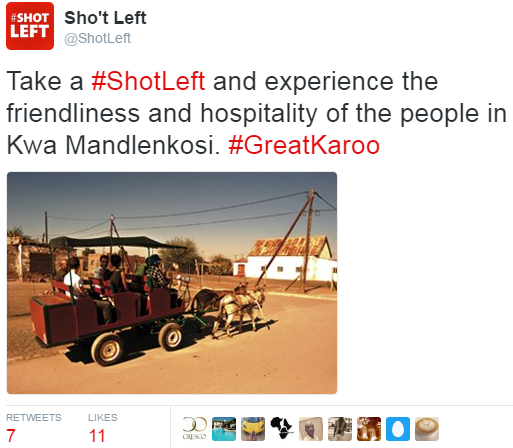 #SHOT
LEFT
Sho't Left
@ShotLeft
Take a #ShotLeft and experience the
friendliness and hospitality of the people in
Kwa Mandlenkosi. #GreatKaroo
RETWEETS LIKES
7 11
CRESCO